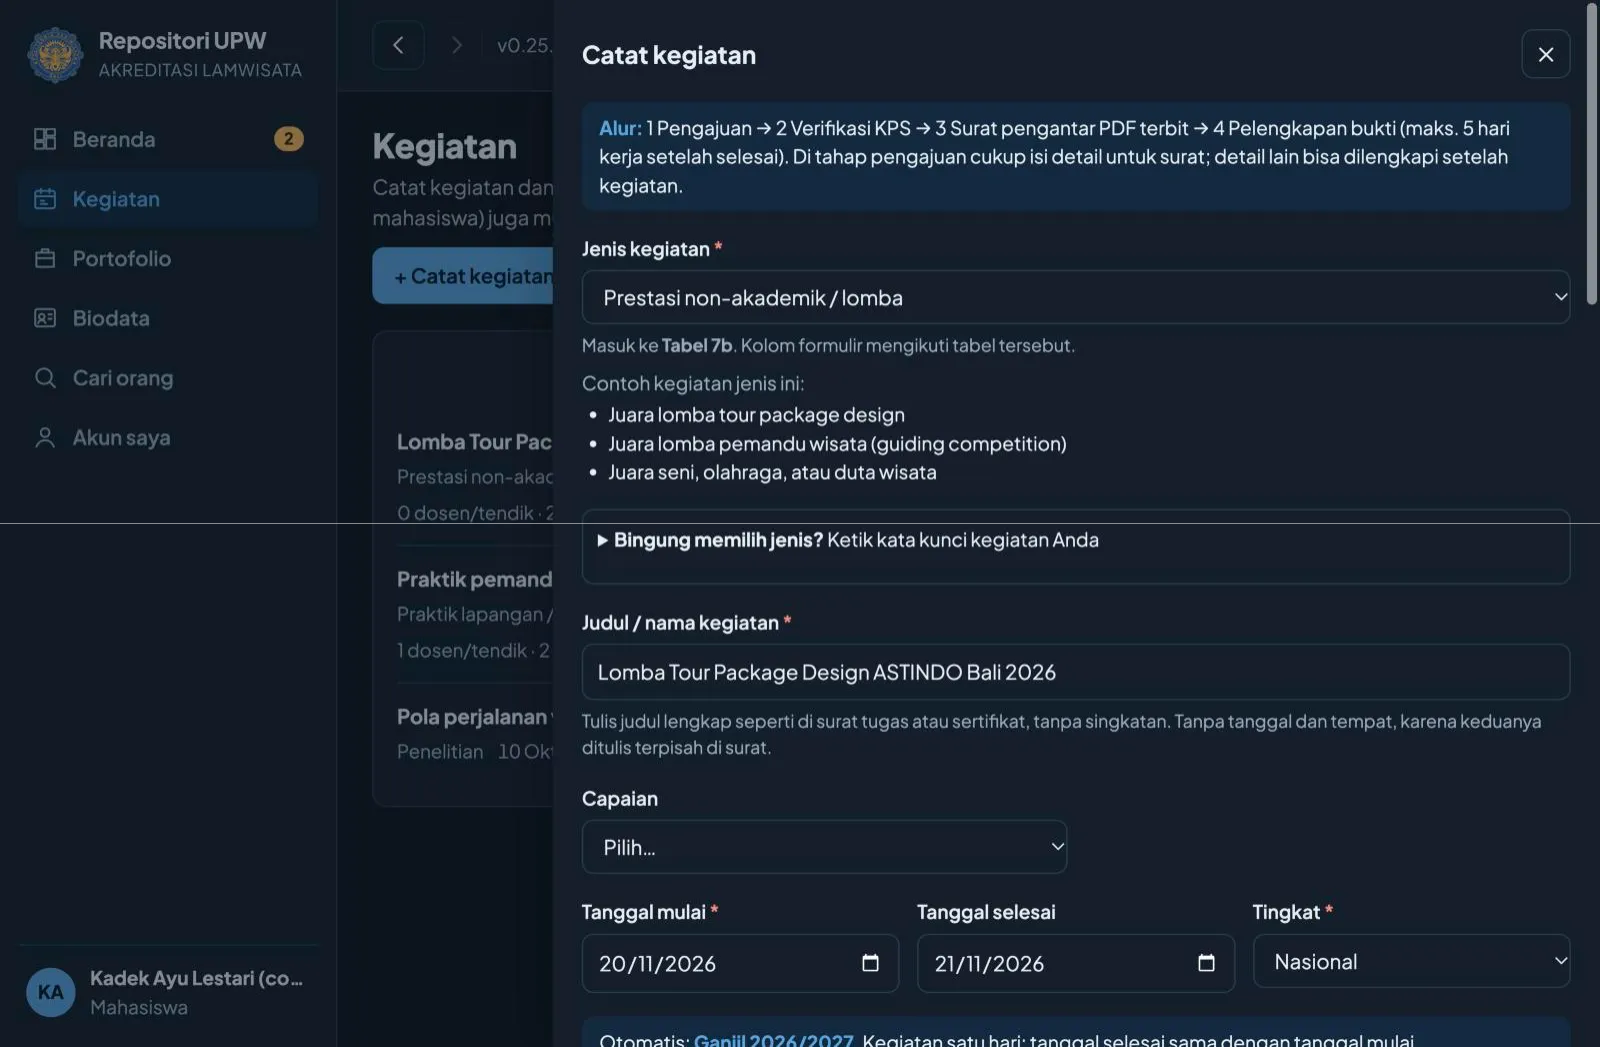 Repositori UPW
AKREDITASI LAMWISATA
Beranda
2
Kegiatan
Portofolio
Biodata
Cari orang
Akun saya
KA
Kadek Ayu Lestari (co...
Mahasiswa
v0.25.
Kegiatan
Catat kegiatan dan
mahasiswa) juga m
+ Catat kegiatan
Lomba Tour Pac
Prestasi non-akad
0 dosen/tendik · 2
Praktik pemand
Praktik lapangan /
1 dosen/tendik · 2
Pola perjalanan
Penelitian 10 Okt
Catat kegiatan
Alur: 1 Pengajuan → 2 Verifikasi KPS → 3 Surat pengantar PDF terbit → 4 Pelengkapan bukti (maks. 5 hari
kerja setelah selesai). Di tahap pengajuan cukup isi detail untuk surat; detail lain bisa dilengkapi setelah
kegiatan.
Jenis kegiatan *
Prestasi non-akademik / lomba
Masuk ke Tabel 7b. Kolom formulir mengikuti tabel tersebut.
Contoh kegiatan jenis ini:
• Juara lomba tour package design
• Juara lomba pemandu wisata (guiding competition)
• Juara seni, olahraga, atau duta wisata
▶ Bingung memilih jenis? Ketik kata kunci kegiatan Anda
Judul / nama kegiatan *
Lomba Tour Package Design ASTINDO Bali 2026
Tulis judul lengkap seperti di surat tugas atau sertifikat, tanpa singkatan. Tanpa tanggal dan tempat, karena keduanya
ditulis terpisah di surat.
Capaian
Pilih...
Tanggal mulai *
20/11/2026
Tanggal selesai
21/11/2026
Tingkat *
Nasional
Otomatis: Ganjil 2026/2027. Kegiatan satu hari: tanggal selesai sama dengan tanggal mulai.